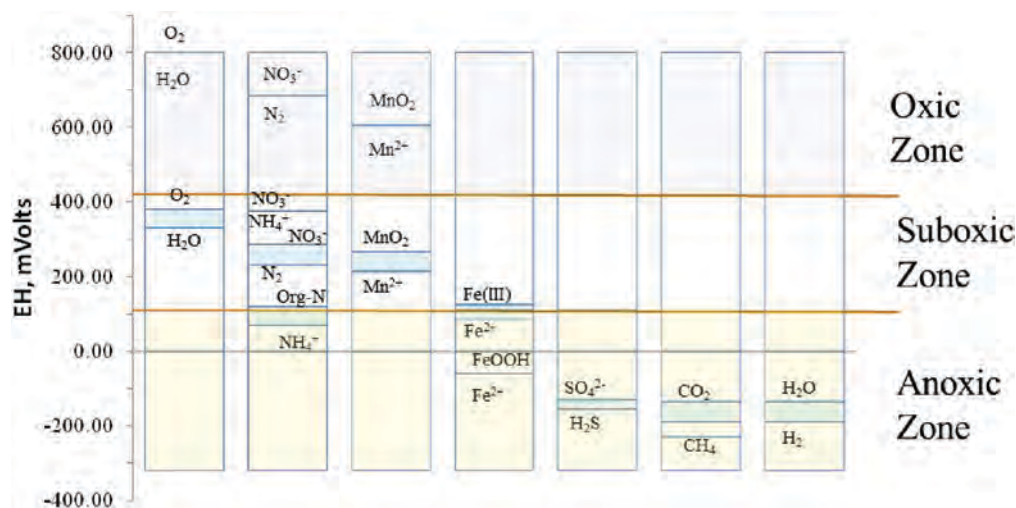 O₂
800.00
H₂O
NO₃⁻
N₂
MnO₂
Mn²⁺
Oxic
Zone
600.00
400.00
O₂
H₂O
NO₃⁻
NH₄⁺
NO₃⁻
N₂
Org-N
NH₄⁺
MnO₂
Mn²⁺
Suboxic
Zone
EH, mVolts
200.00
Fe(III)
Fe²⁻
0.00
FeOOH
Fe²⁺
SO₄²⁻
H₂S
CO₂
CH₄
H₂O
H₂
Anoxic
Zone
-200.00
-400.00